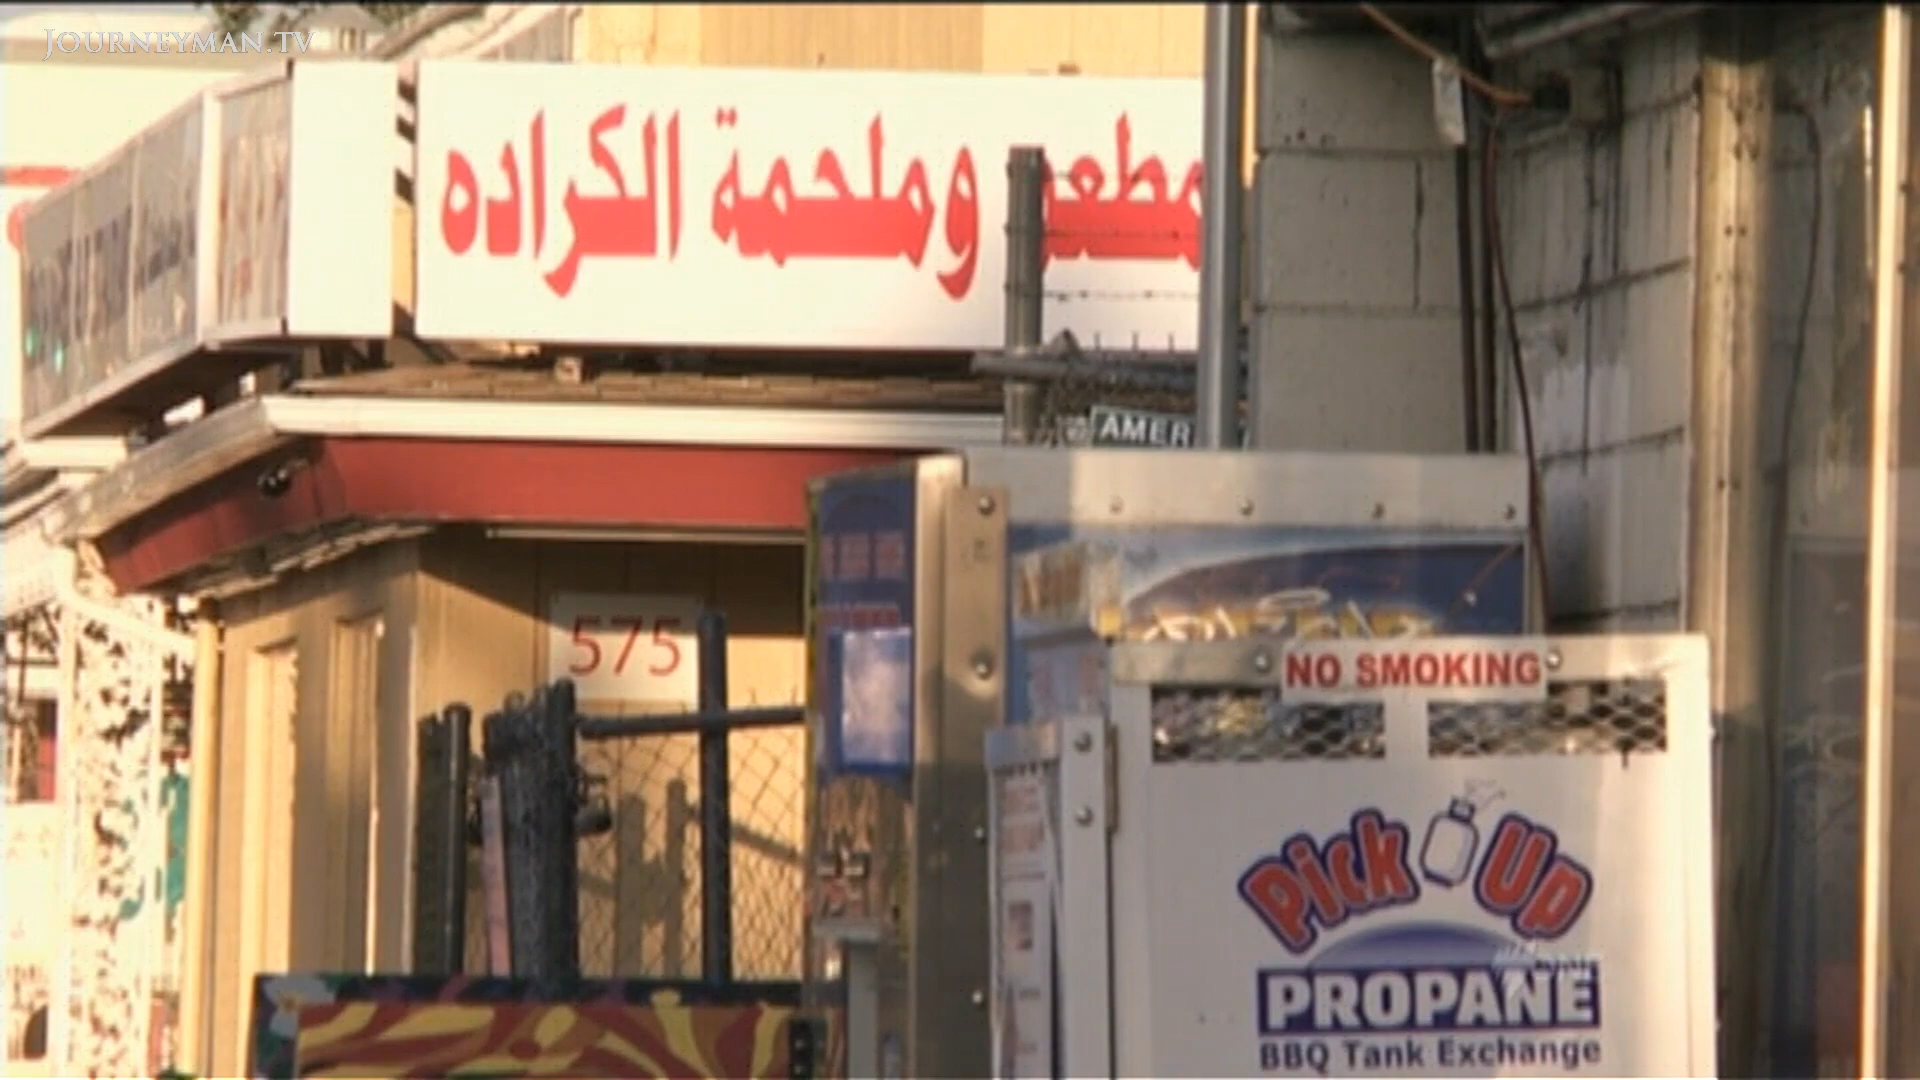 JOURNEYMAN.TV
مطعم وملحمة الكراده
AMER
575
NO SMOKING
Pick Up
PROPANE
BBQ Tank Exchange